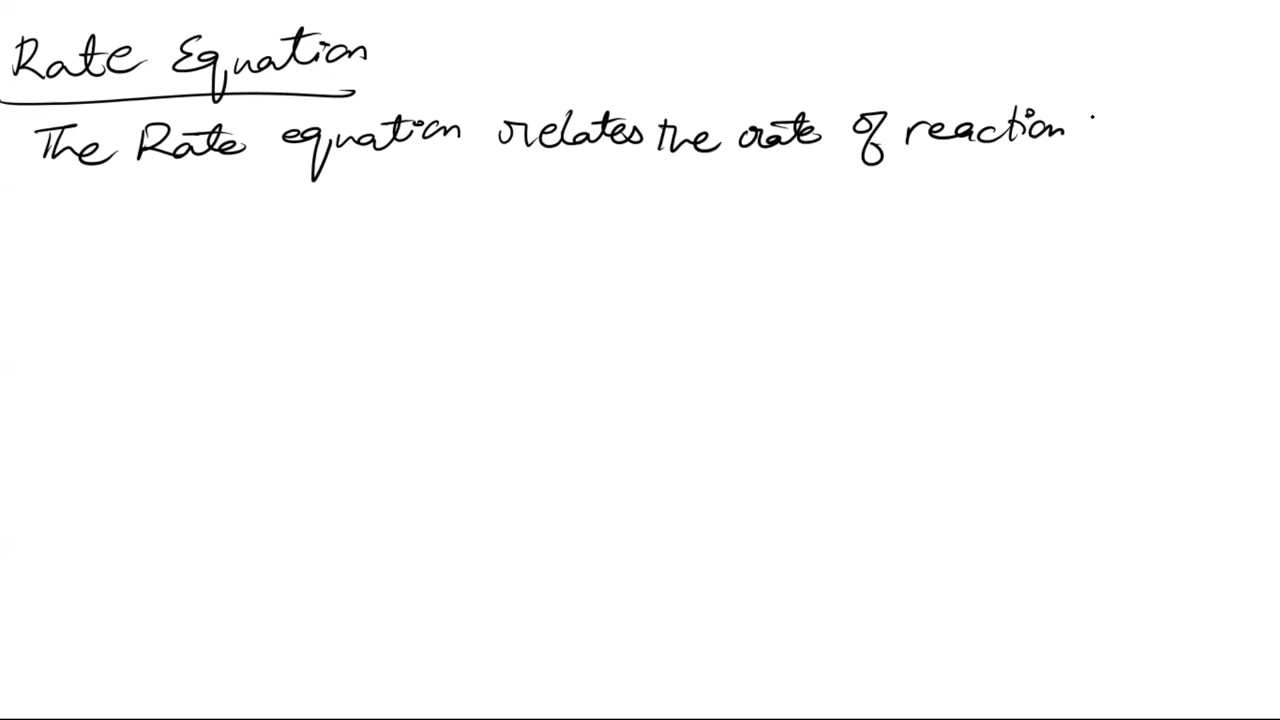 Rate Equation
The Rate equation relates the rate of reaction